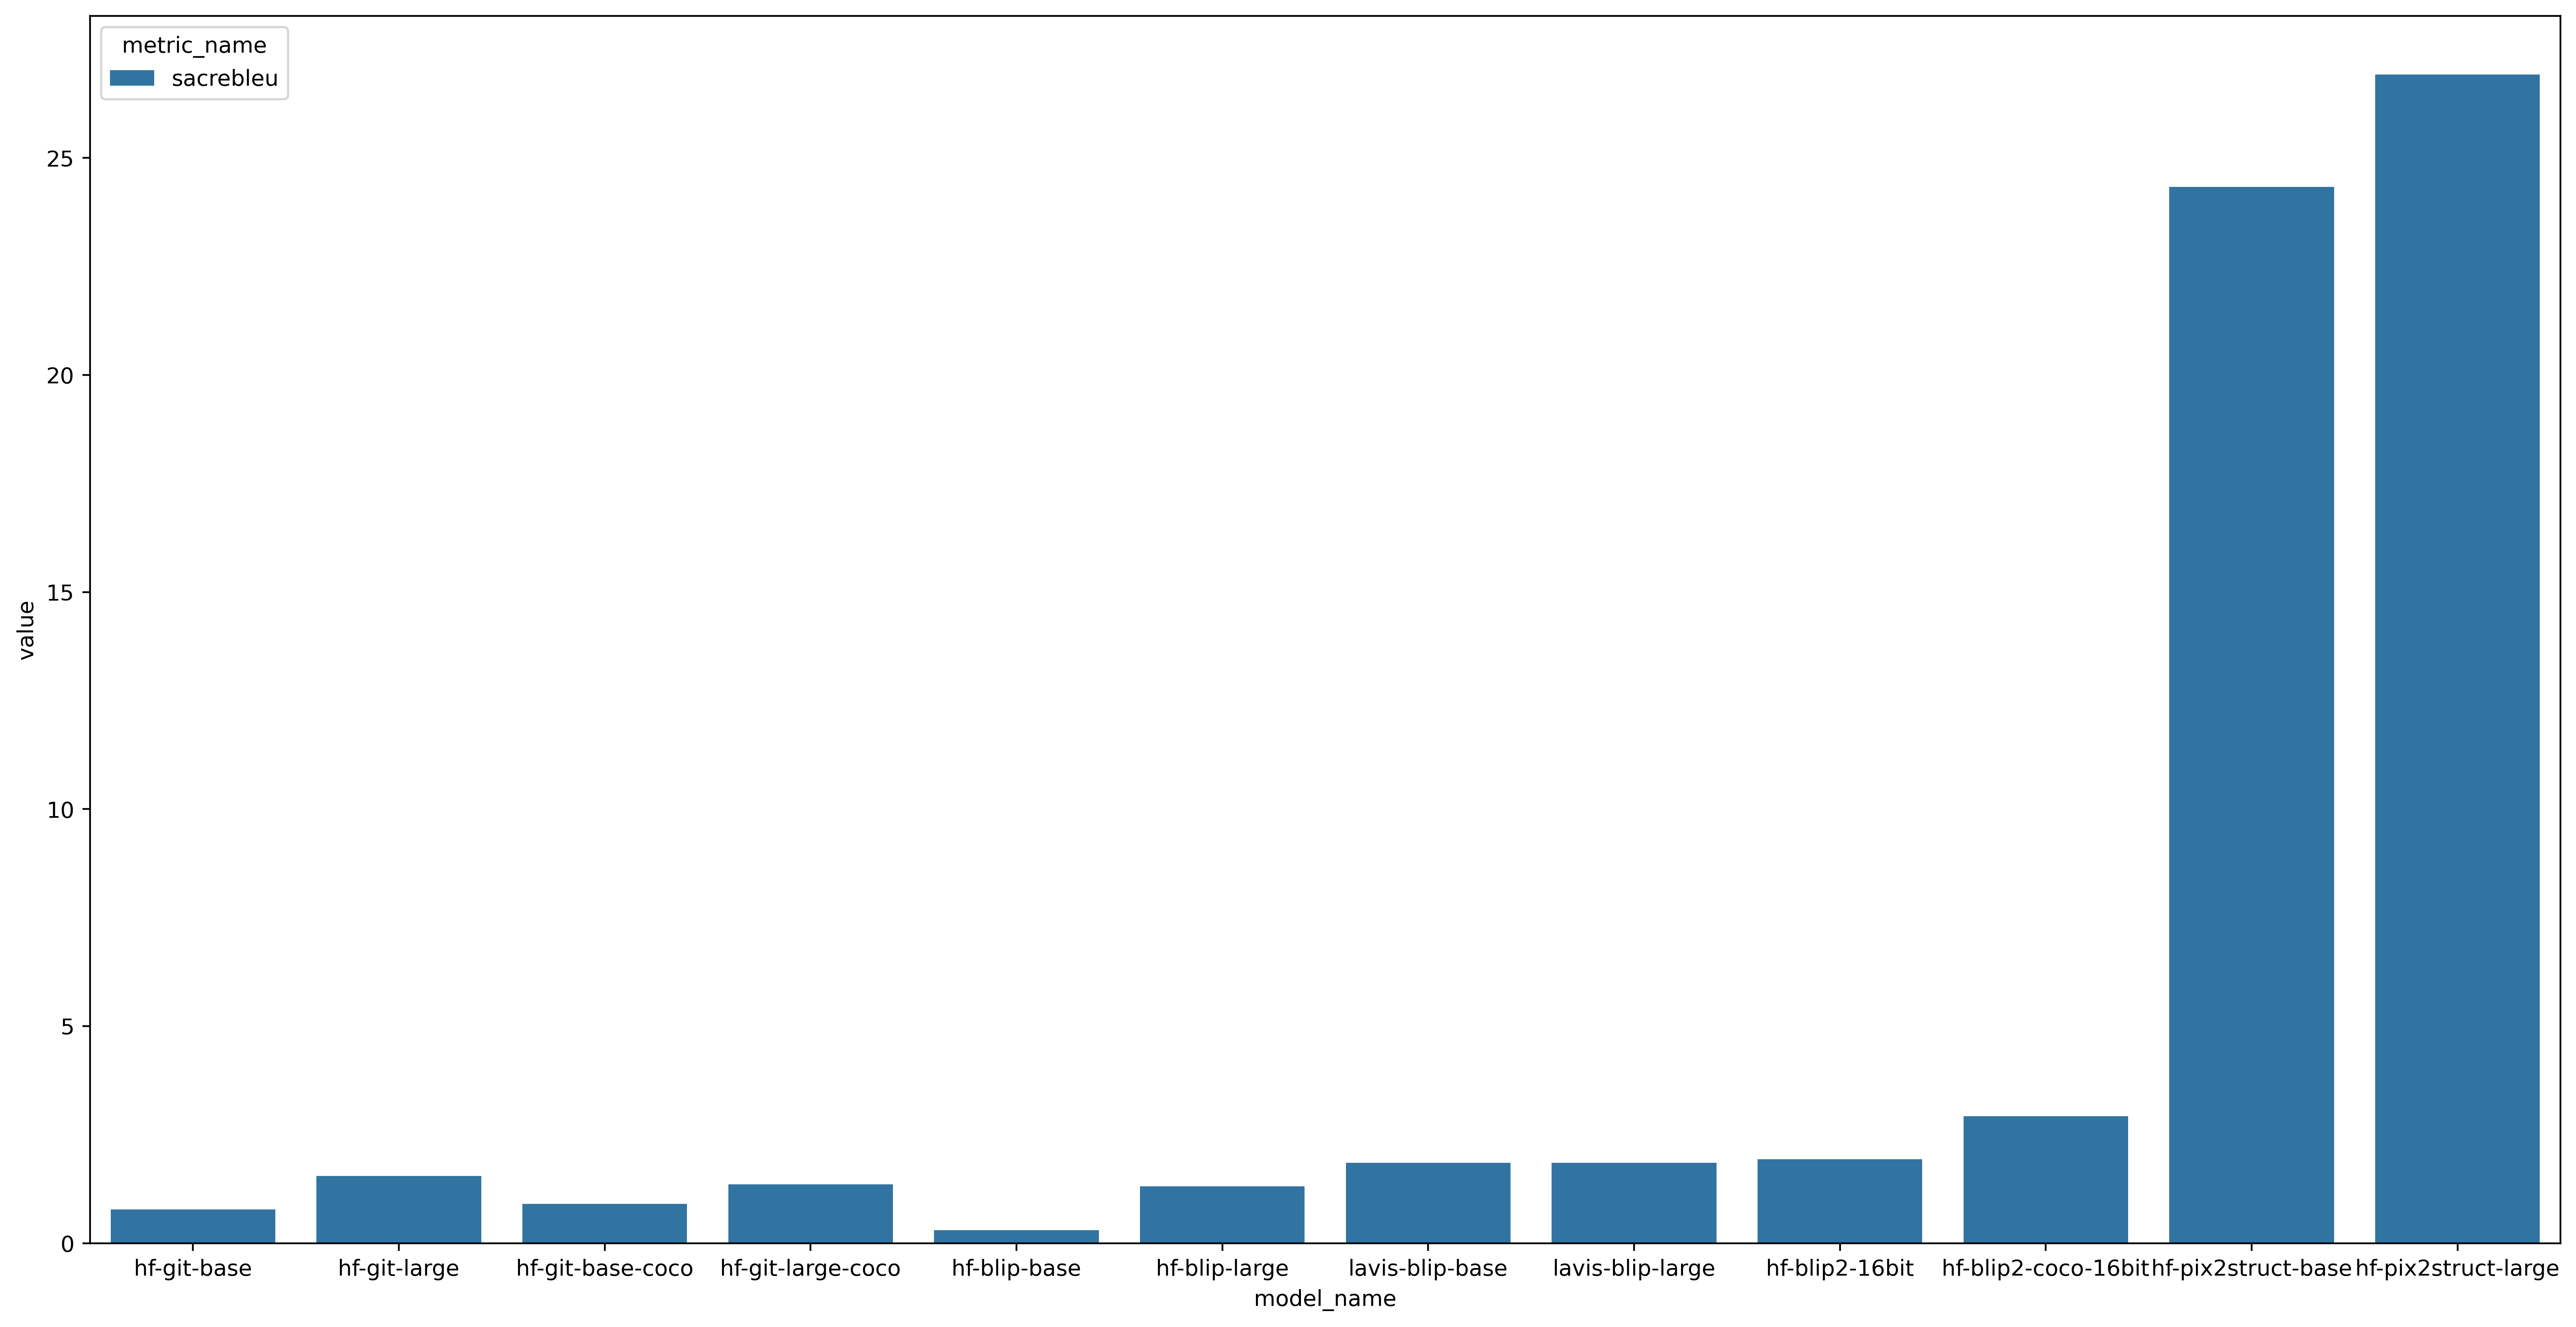 metric_name
sacrebleu
25
20
15
10
5
0
value
hf-git-base hf-git-large hf-git-base-coco hf-git-large-coco hf-blip-base hf-blip-large lavis-blip-base lavis-blip-large hf-blip2-16bit hf-blip2-coco-16bit hf-pix2struct-base hf-pix2struct-large
model_name